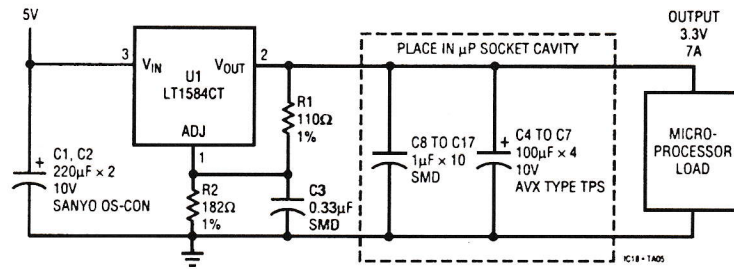 5V
3
VIN
VOUT
2
U1
LT1584CT
ADJ
1
+
C1, C2
220µF × 2
10V
SANYO OS-CON
R1
110Ω
1%
R2
182Ω
1%
C3
0.33µF
SMD
PLACE IN µP SOCKET CAVITY
C8 TO C17
1µF × 10
SMD
+
C4 TO C7
100µF × 4
10V
AVX TYPE TPS
OUTPUT
3.3V
7A
MICRO-
PROCESSOR
LOAD
IC18 • TA05